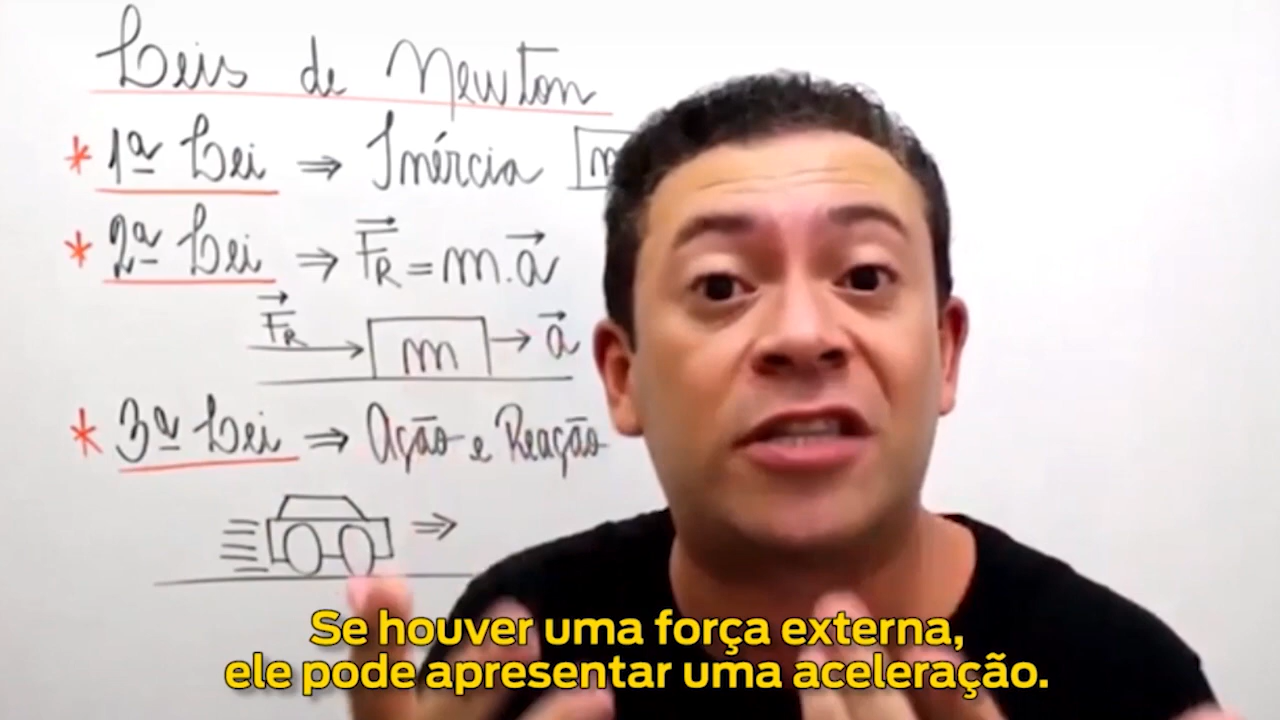 Leis de Newton
* 1ª Lei ⇒ Inércia m
* 2ª Lei ⇒ F⃗R = m.a⃗
F⃗R m a⃗
* 3ª Lei ⇒ Ação e Reação
Se houver uma força externa,
ele pode apresentar uma aceleração.